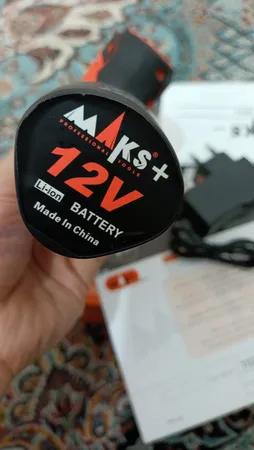 MAKS+
PROFESSIONAL TOOLS
12V
Li-ion BATTERY
Made In China